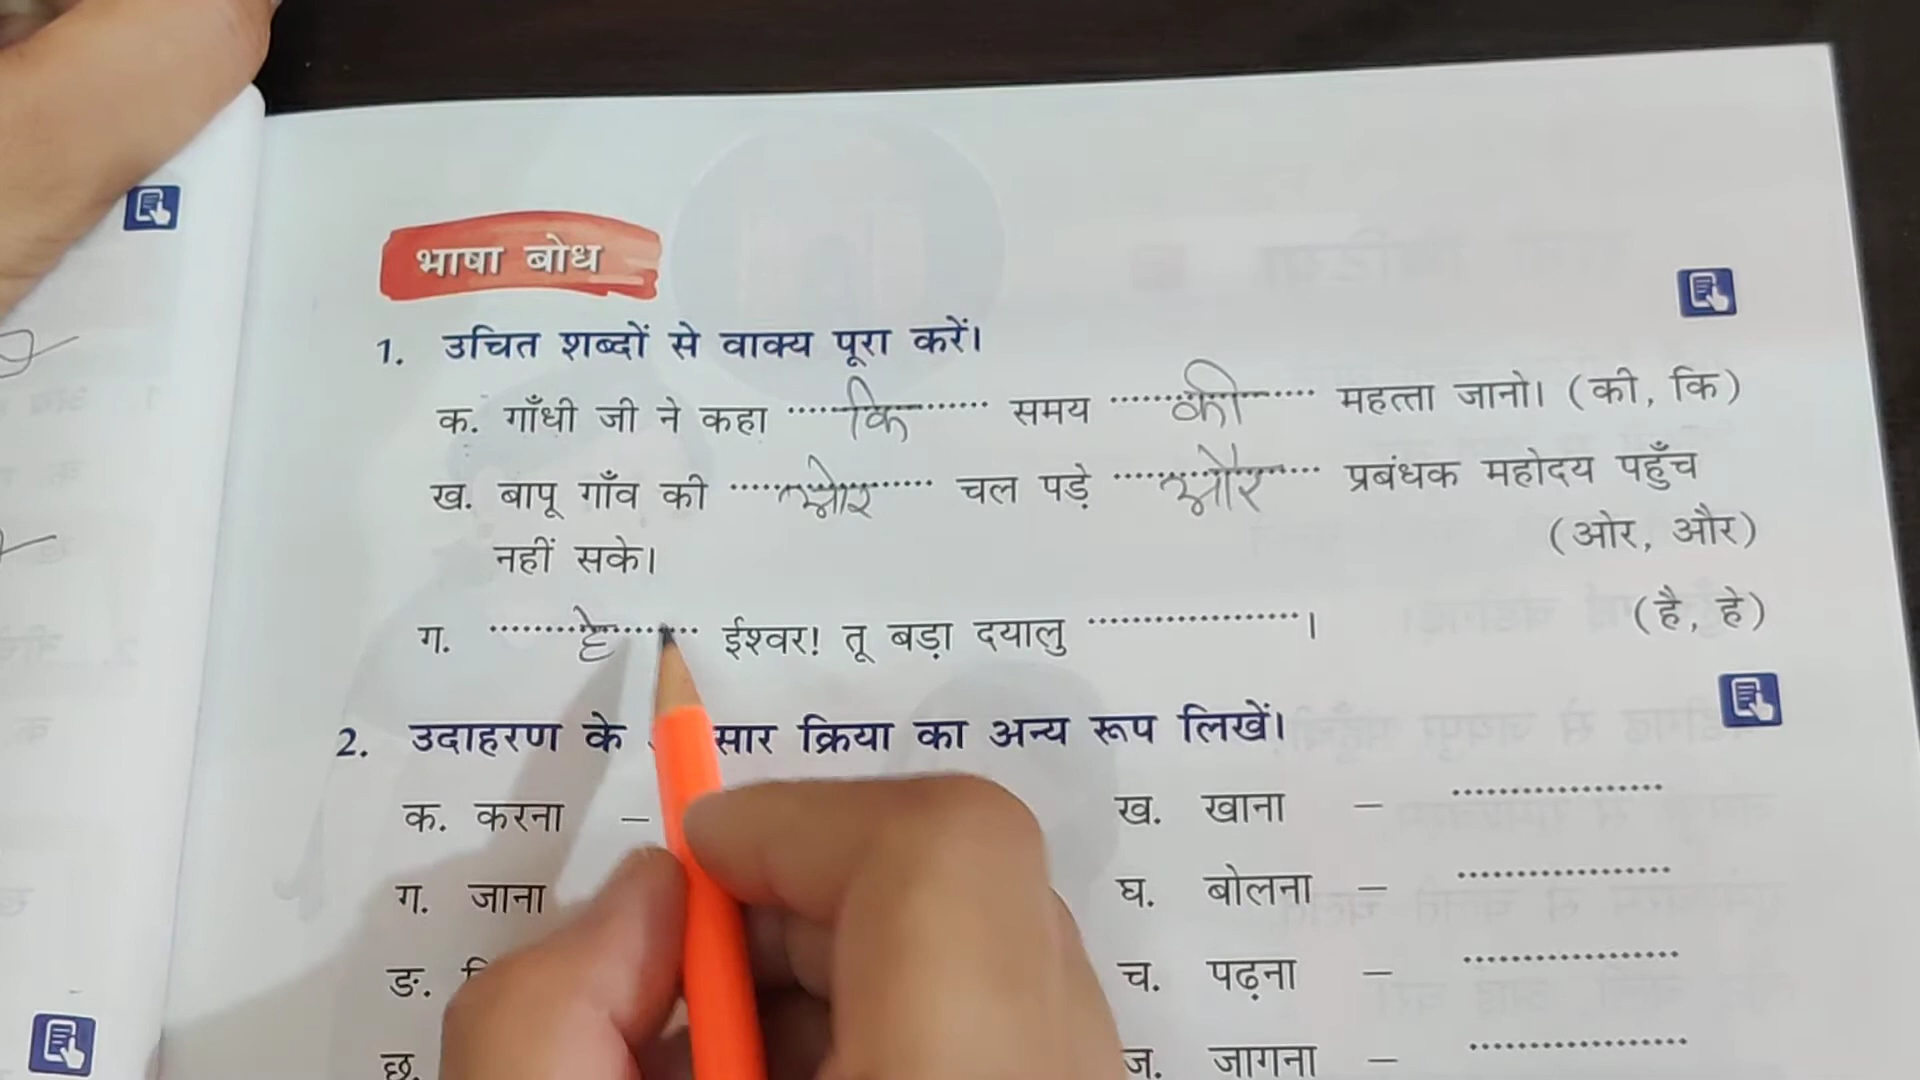 भाषा बोध
1. उचित शब्दों से वाक्य पूरा करें।
क. गाँधी जी ने कहा ......कि...... समय ......की...... महत्ता जानो। (की, कि)
ख. बापू गाँव की ......ओर...... चल पड़े ......और...... प्रबंधक महोदय पहुँच
नहीं सके। (ओर, और)
ग. ......हे...... ईश्वर! तू बड़ा दयालु ..................। (है, हे)
2. उदाहरण के सार क्रिया का अन्य रूप लिखें।
क. करना – ख. खाना – ..................
ग. जाना घ. बोलना – ..................
ङ. च. पढ़ना – ..................
छ. ज. जागना – ..................